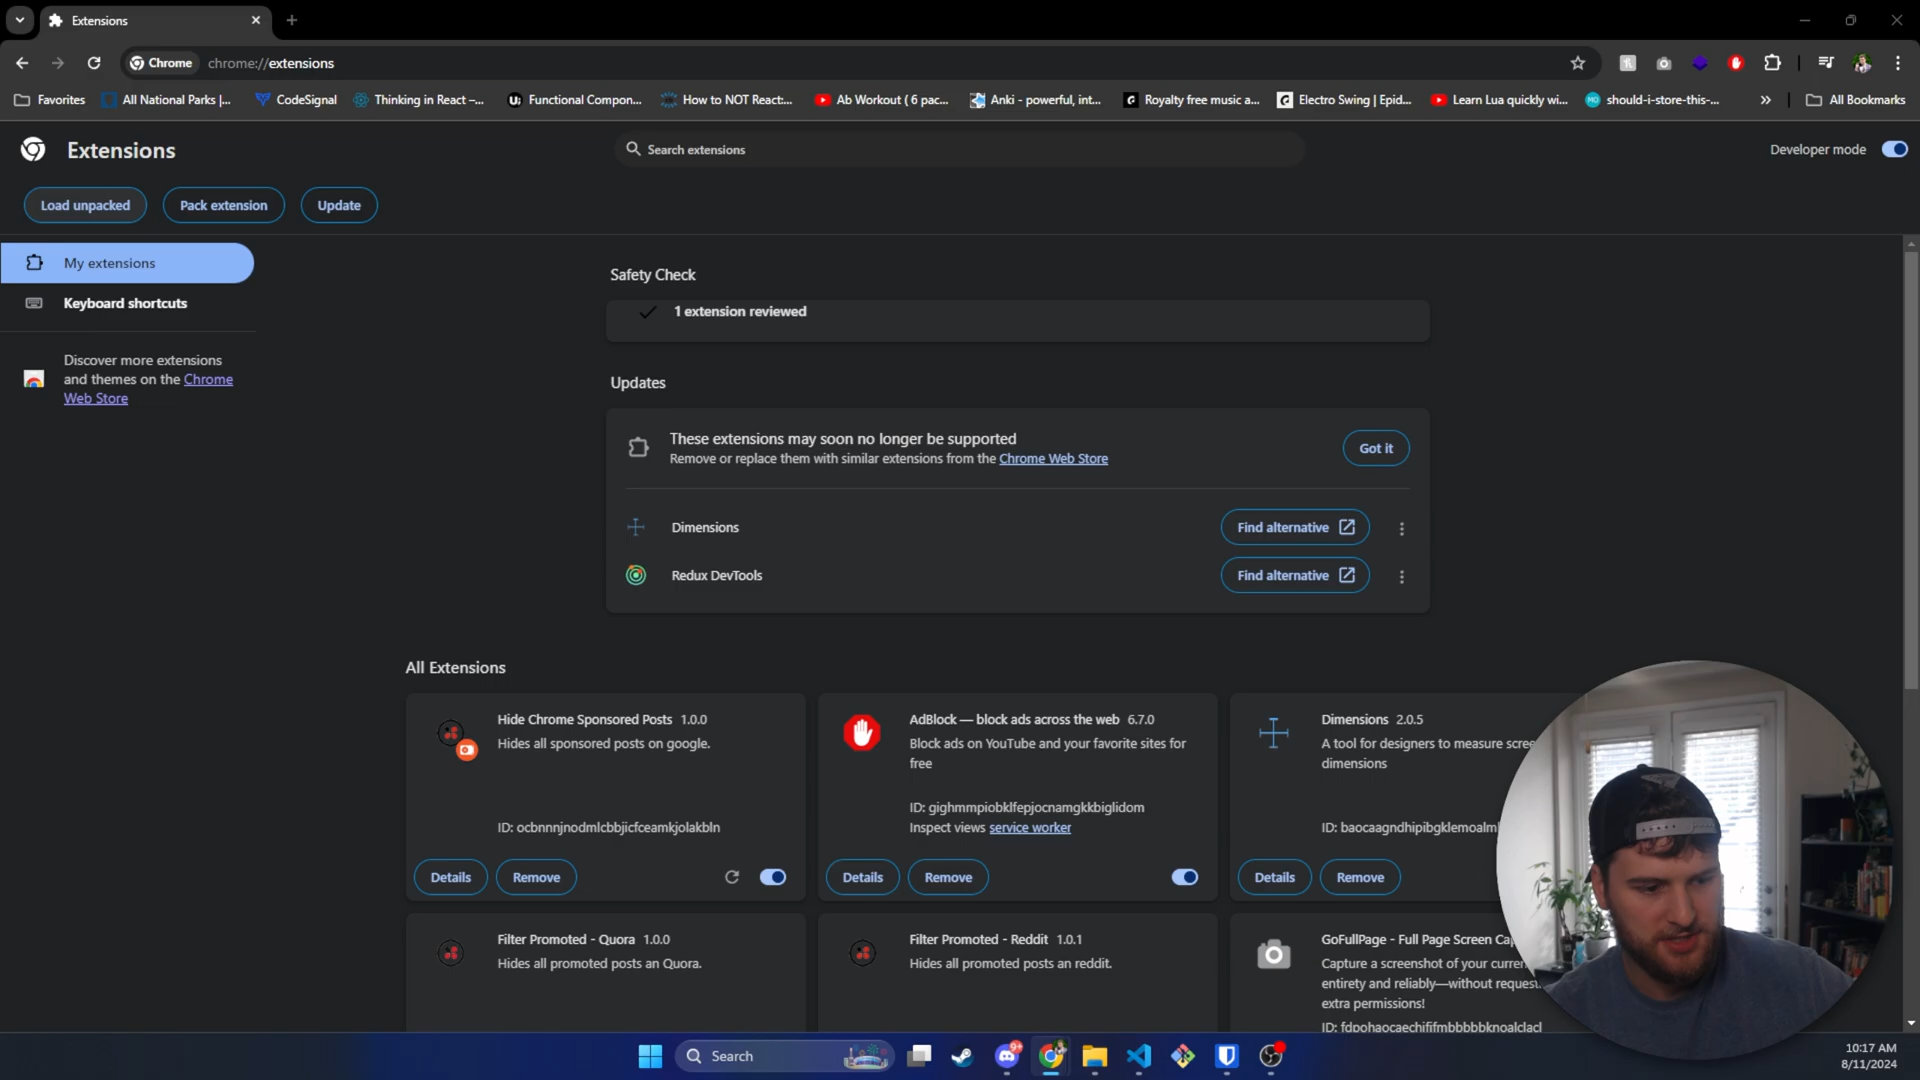 Extensions
Chrome
chrome://extensions
Favorites
All National Parks |...
CodeSignal
Thinking in React –...
Functional Compon...
How to NOT React:...
Ab Workout ( 6 pac...
Anki - powerful, int...
Royalty free music a...
Electro Swing | Epid...
Learn Lua quickly wi...
should-i-store-this-...
All Bookmarks
Extensions
Search extensions
Developer mode
Load unpacked
Pack extension
Update
My extensions
Keyboard shortcuts
Discover more extensions
and themes on the Chrome
Web Store
Safety Check
1 extension reviewed
Updates
These extensions may soon no longer be supported
Remove or replace them with similar extensions from the Chrome Web Store
Got it
Dimensions
Find alternative
Redux DevTools
Find alternative
All Extensions
Hide Chrome Sponsored Posts 1.0.0
Hides all sponsored posts on google.
ID: ocbnnnjnodmlcbbjicfceamkjolakbln
Details
Remove
AdBlock — block ads across the web 6.7.0
Block ads on YouTube and your favorite sites for
free
ID: gighmmpiobklfepjocnamgkkbiglidom
Inspect views service worker
Details
Remove
Dimensions 2.0.5
A tool for designers to measure scree
dimensions
ID: baocaagndhipibgklemoalm
Details
Remove
Filter Promoted - Quora 1.0.0
Hides all promoted posts an Quora.
Filter Promoted - Reddit 1.0.1
Hides all promoted posts an reddit.
GoFullPage - Full Page Screen Cap
Capture a screenshot of your curren
entirety and reliably—without reques
extra permissions!
ID: fdpohaocaechififmbbbbbknoalclacl
Search
9+
10:17 AM
8/11/2024